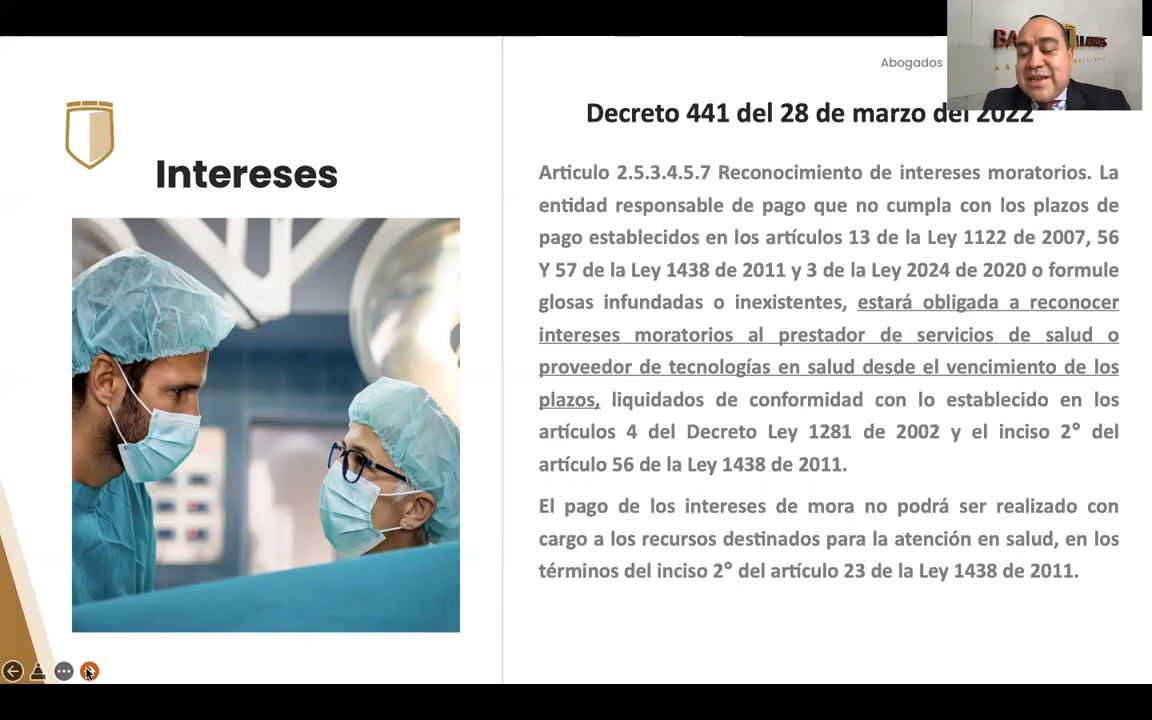 Abogados
Decreto 441 del 28 de marzo del 2022
Intereses
Articulo 2.5.3.4.5.7 Reconocimiento de intereses moratorios. La
entidad responsable de pago que no cumpla con los plazos de
pago establecidos en los artículos 13 de la Ley 1122 de 2007, 56
Y 57 de la Ley 1438 de 2011 y 3 de la Ley 2024 de 2020 o formule
glosas infundadas o inexistentes, estará obligada a reconocer
intereses moratorios al prestador de servicios de salud o
proveedor de tecnologías en salud desde el vencimiento de los
plazos, liquidados de conformidad con lo establecido en los
artículos 4 del Decreto Ley 1281 de 2002 y el inciso 2° del
artículo 56 de la Ley 1438 de 2011.
El pago de los intereses de mora no podrá ser realizado con
cargo a los recursos destinados para la atención en salud, en los
términos del inciso 2° del artículo 23 de la Ley 1438 de 2011.